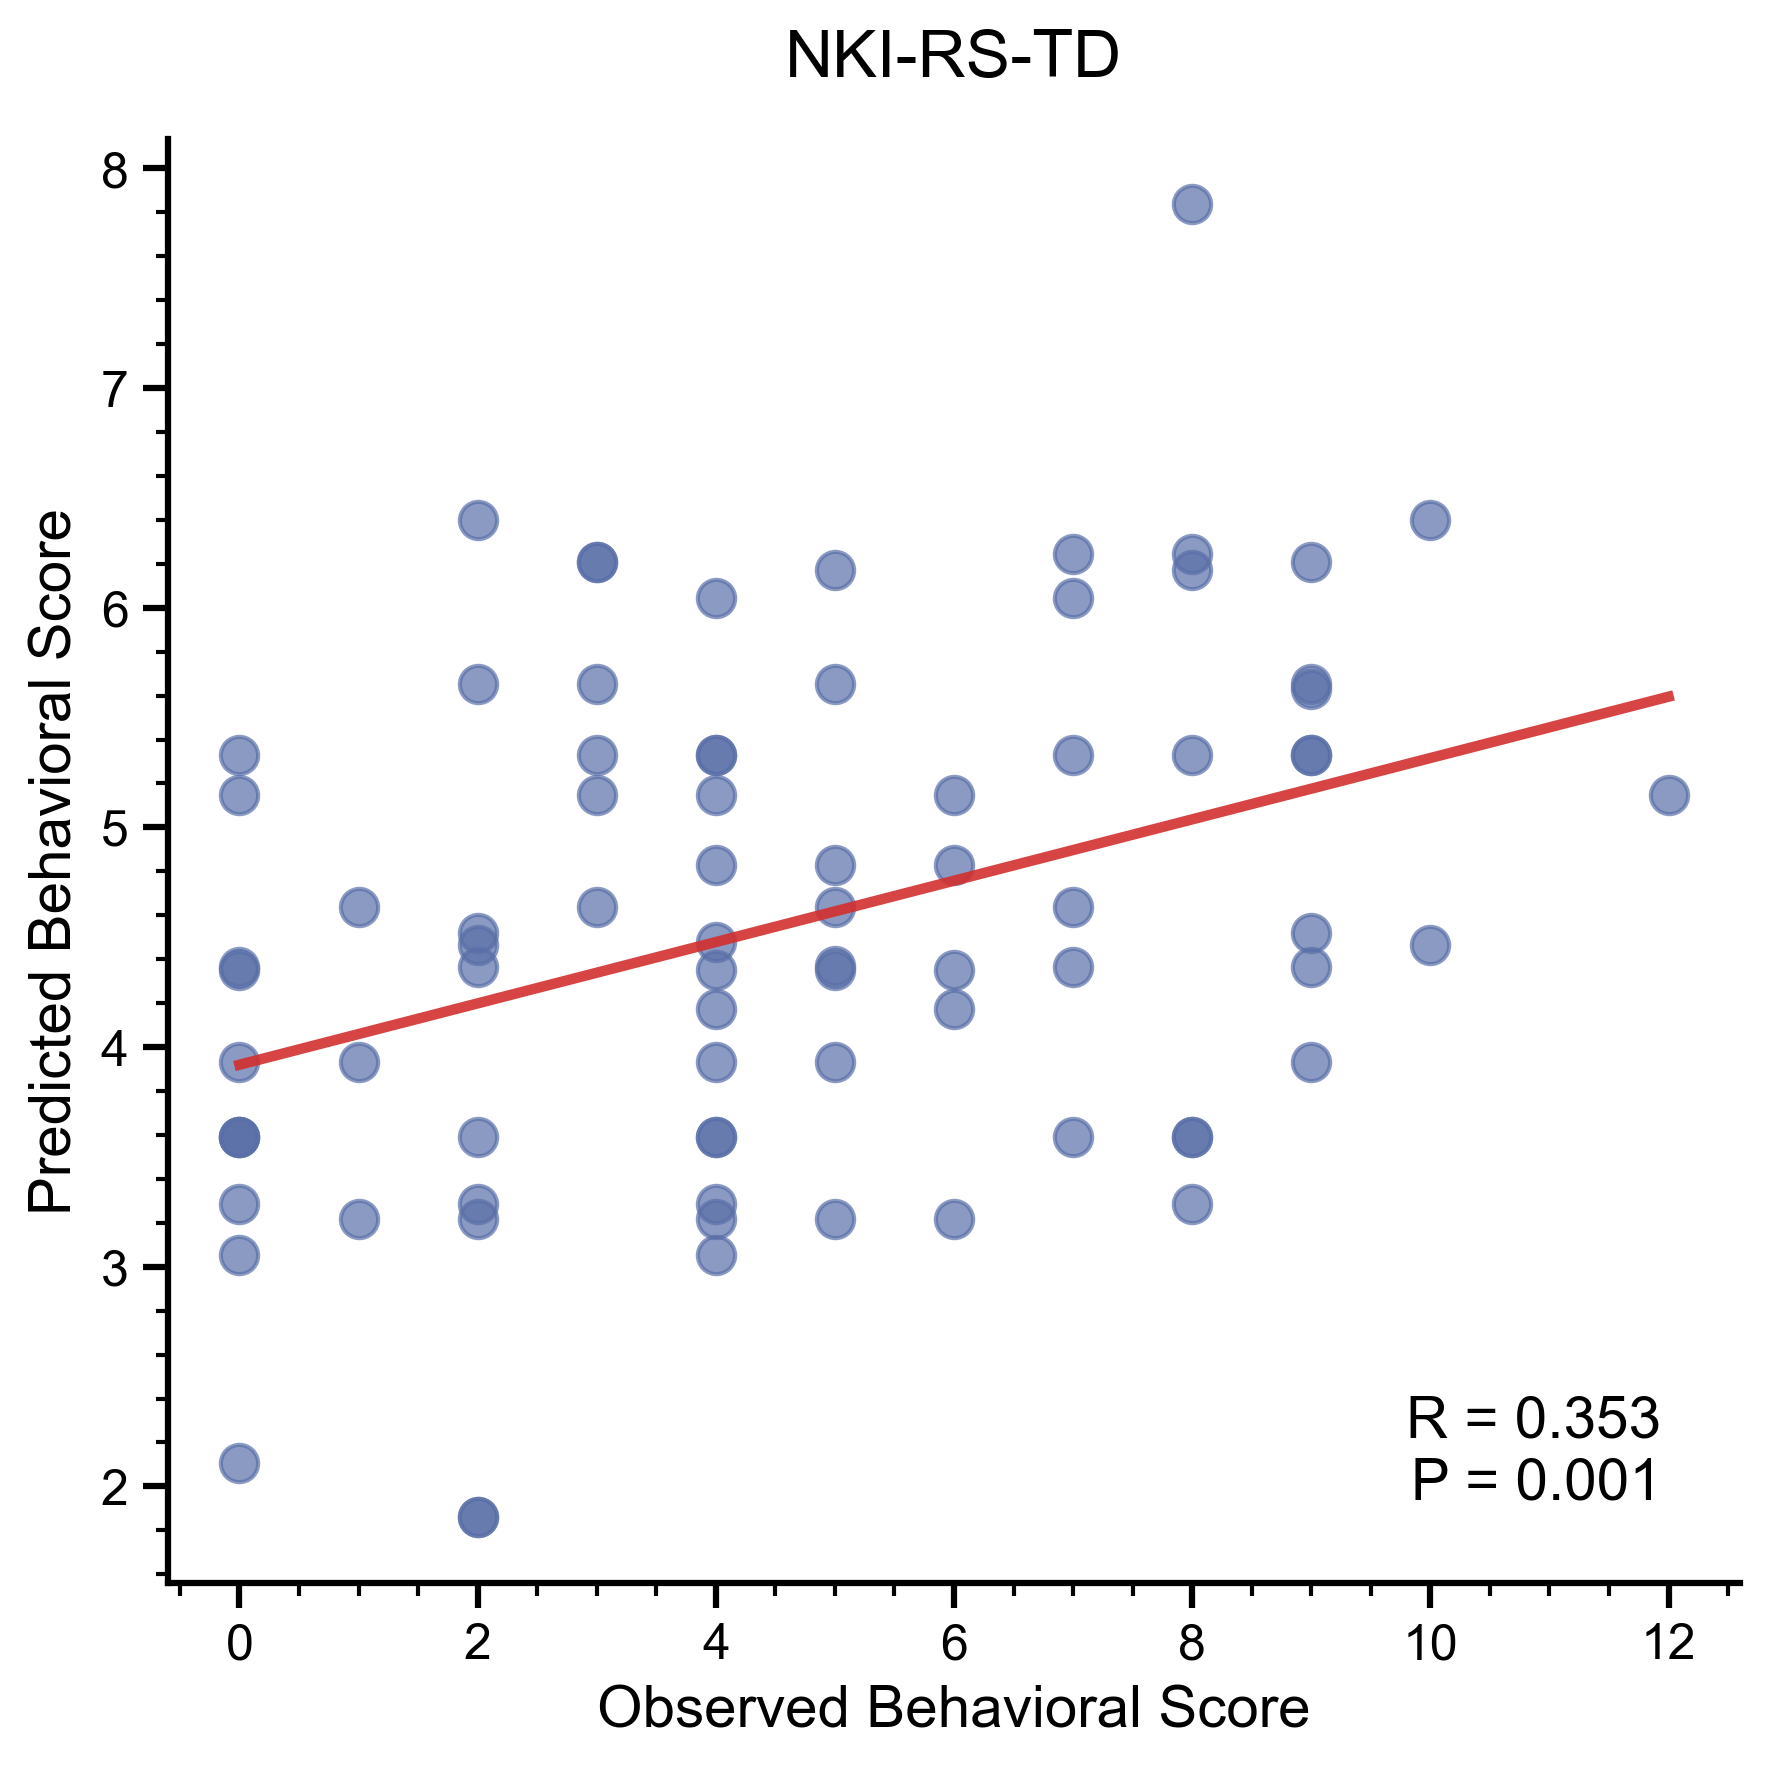 NKI-RS-TD
8
7
6
5
4
3
2
Predicted Behavioral Score
R = 0.353
P = 0.001
0 2 4 6 8 10 12
Observed Behavioral Score